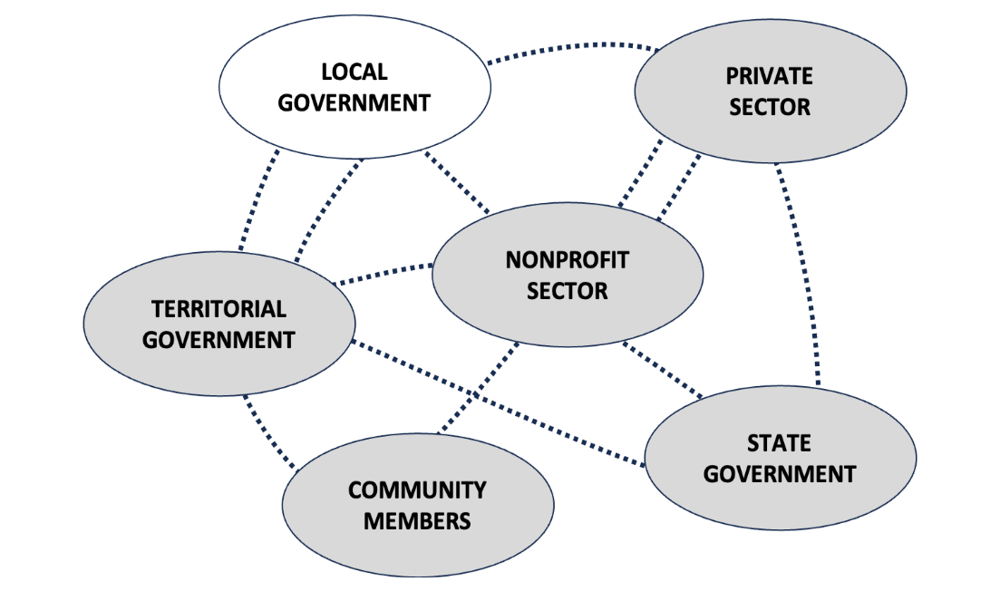 LOCAL
GOVERNMENT
PRIVATE
SECTOR
NONPROFIT
SECTOR
TERRITORIAL
GOVERNMENT
STATE
GOVERNMENT
COMMUNITY
MEMBERS